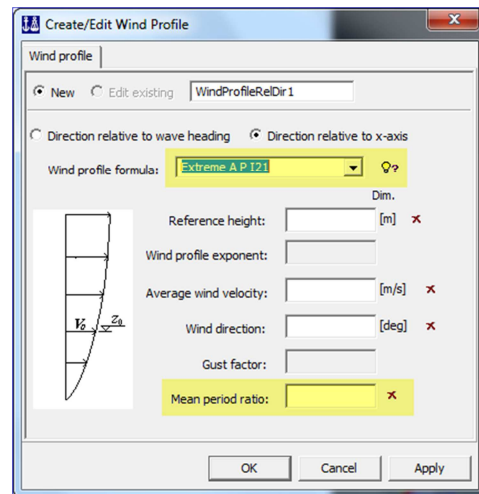 Create/Edit Wind Profile
Wind profile
New Edit existing WindProfileRelDir1
Direction relative to wave heading Direction relative to x-axis
Wind profile formula: Extreme A P I21 ?
Dim.
Reference height: [m]
Wind profile exponent:
Average wind velocity: [m/s]
V₀ Z₀
Wind direction: [deg]
Gust factor:
Mean period ratio:
OK Cancel Apply